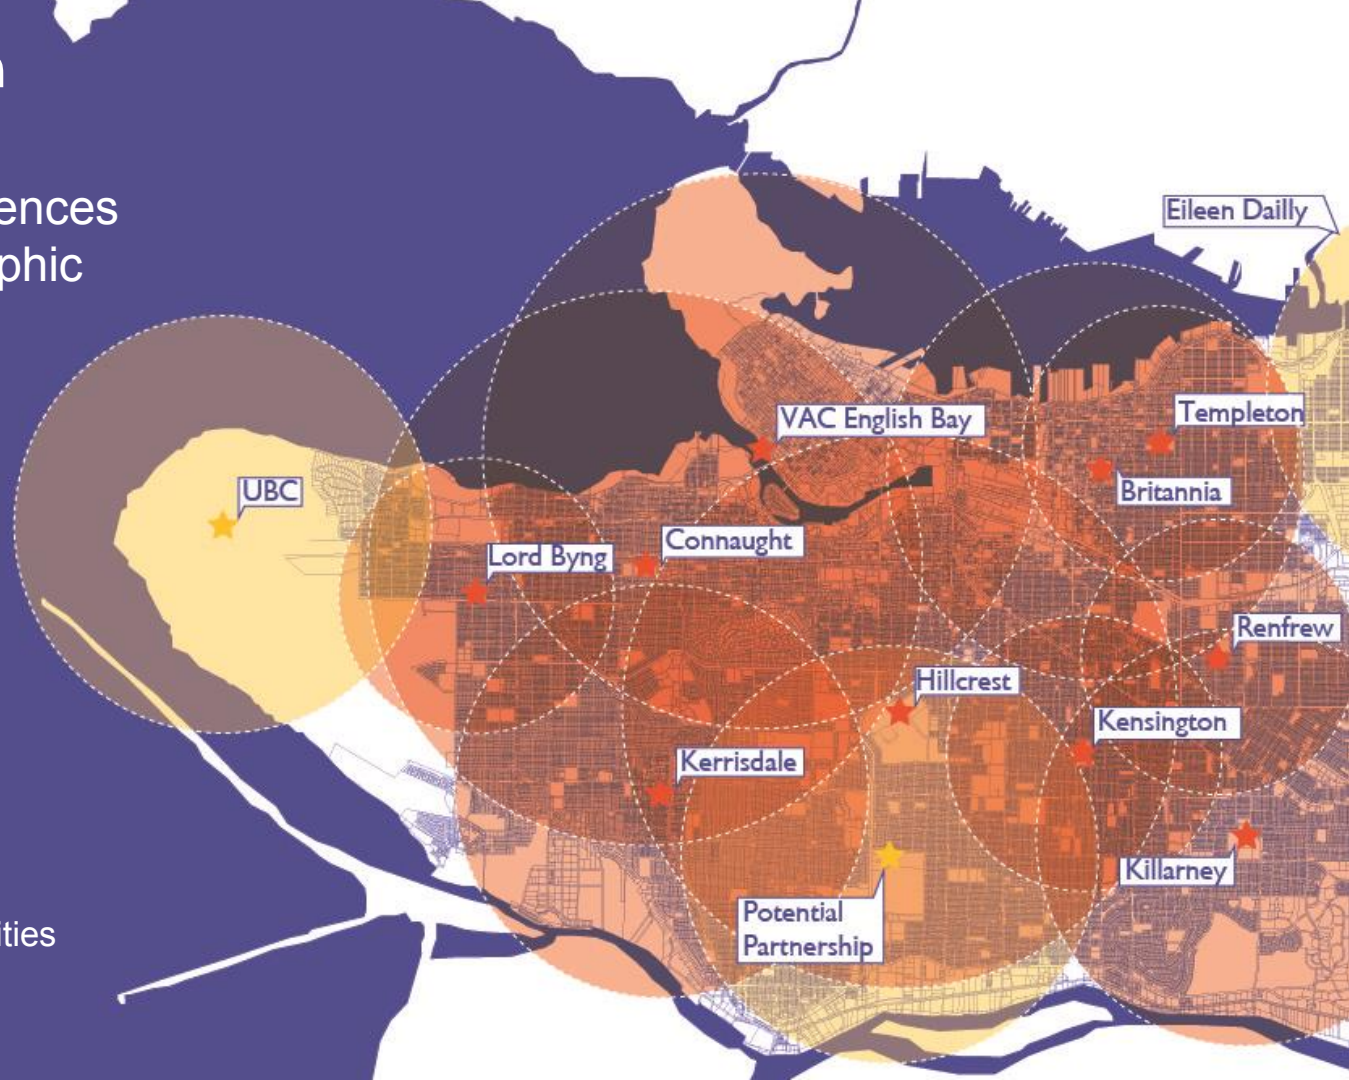 ences
phic
Eileen Dailly
Templeton
VAC English Bay
Britannia
UBC
Connaught
Lord Byng
Renfrew
Hillcrest
Kensington
Kerrisdale
Killarney
Potential
Partnership
ities